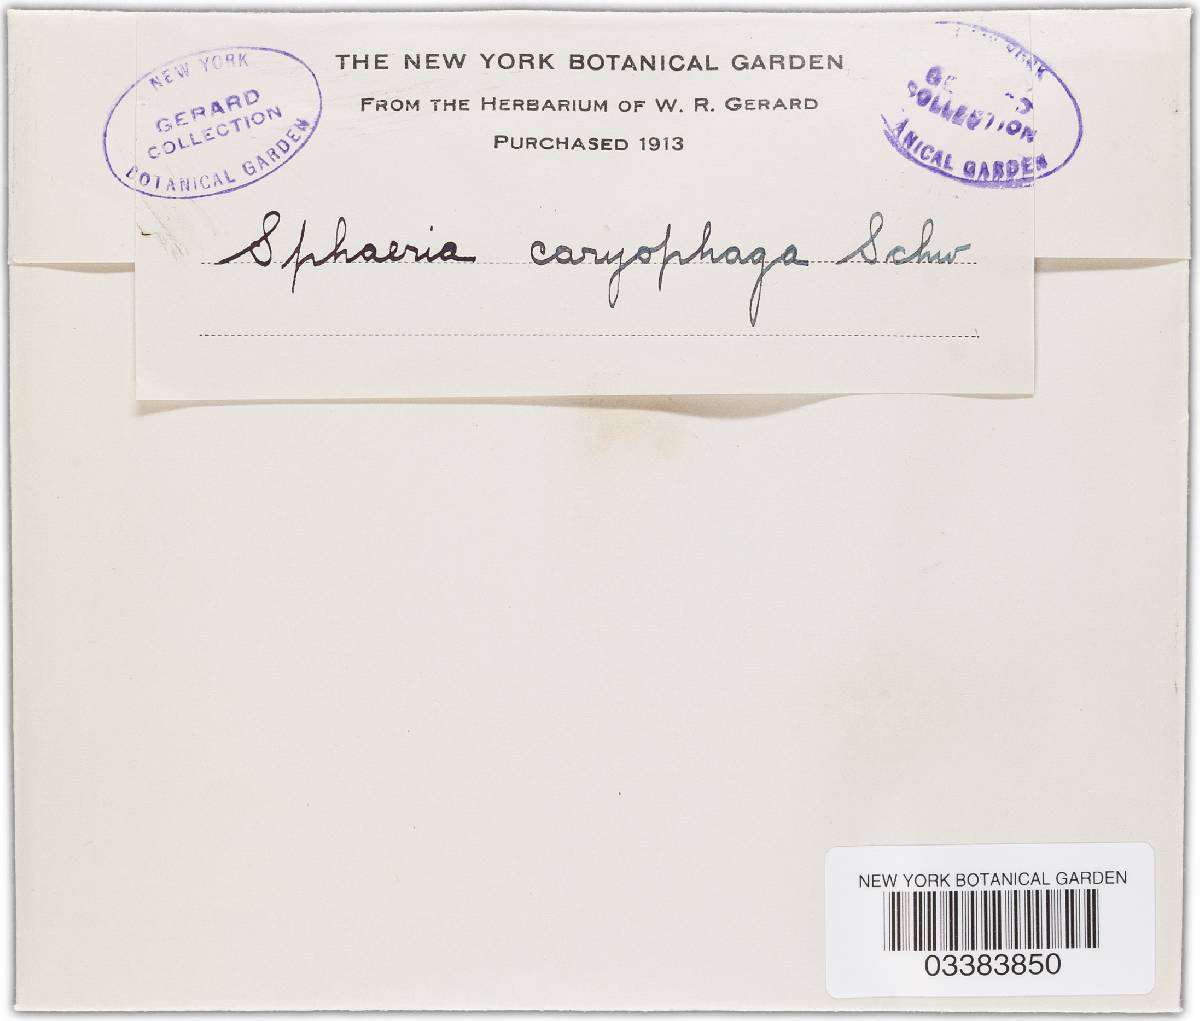 THE NEW YORK BOTANICAL GARDEN
FROM THE HERBARIUM OF W. R. GERARD
PURCHASED 1913
NEW YORK
GERARD
COLLECTION
BOTANICAL GARDEN
COLLECTION
ANICAL GARDEN
Sphaeria caryophaga Schw
NEW YORK BOTANICAL GARDEN
03383850